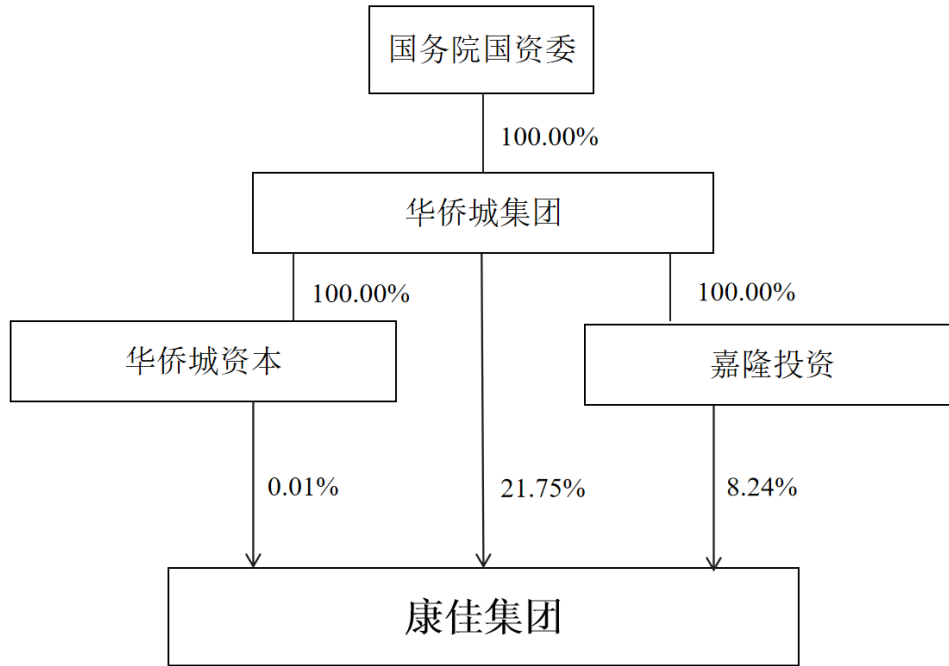 国务院国资委
100.00%
华侨城集团
100.00%
100.00%
华侨城资本
嘉隆投资
0.01%
21.75%
8.24%
康佳集团